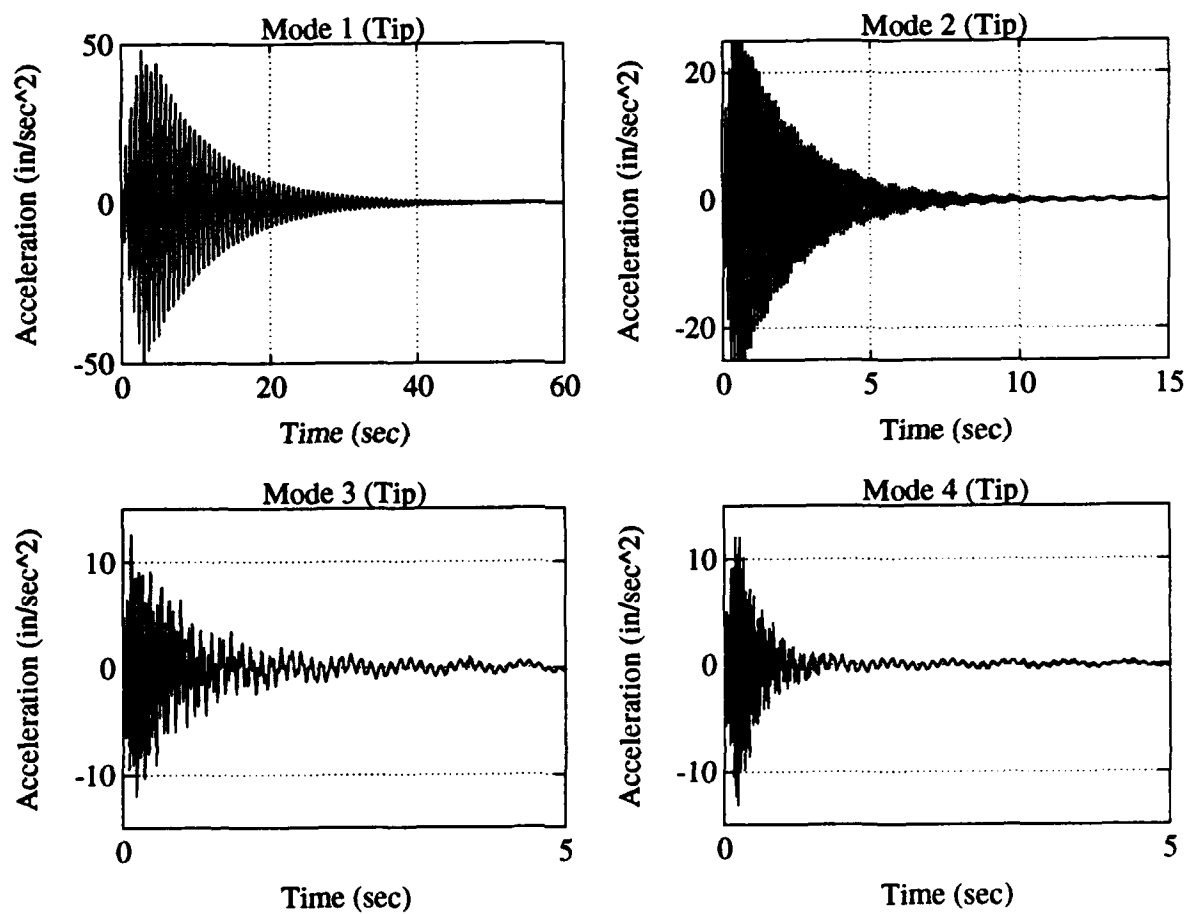 Mode 1 (Tip)
50
0
-50
Acceleration (in/sec^2)
0 20 40 60
Time (sec)
Mode 2 (Tip)
20
0
-20
Acceleration (in/sec^2)
0 5 10 15
Time (sec)
Mode 3 (Tip)
10
0
-10
Acceleration (in/sec^2)
0 5
Time (sec)
Mode 4 (Tip)
10
0
-10
Acceleration (in/sec^2)
0 5
Time (sec)